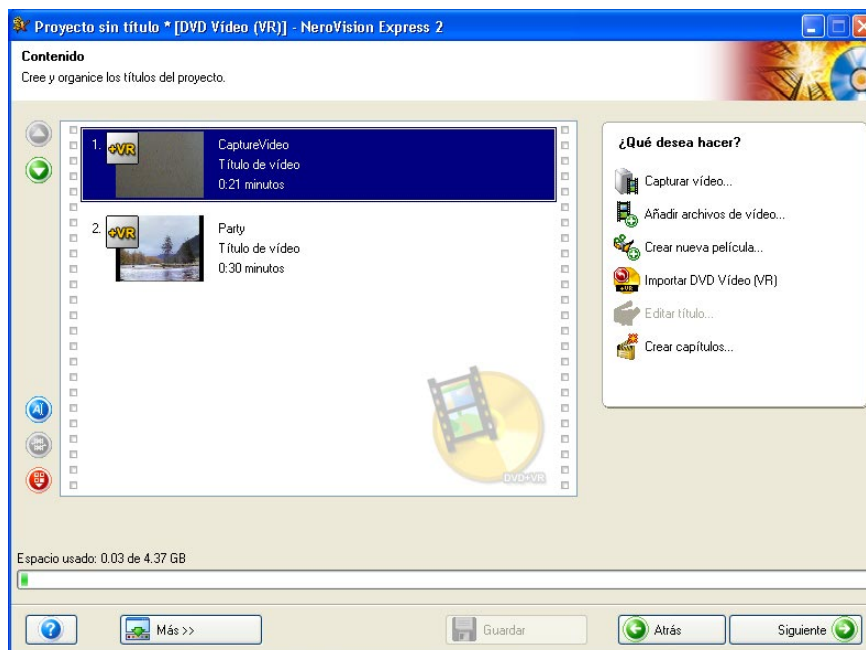 Proyecto sin título * [DVD Vídeo (VR)] - NeroVision Express 2
Contenido
Cree y organice los títulos del proyecto.
1. +VR CaptureVideo
Título de vídeo
0:21 minutos
2. +VR Party
Título de vídeo
0:30 minutos
DVD+VR
¿Qué desea hacer?
Capturar vídeo...
Añadir archivos de vídeo...
Crear nueva película...
+VR Importar DVD Vídeo (VR)
Editar título...
Crear capítulos...
Espacio usado: 0.03 de 4.37 GB
? Más >> Guardar Atrás Siguiente